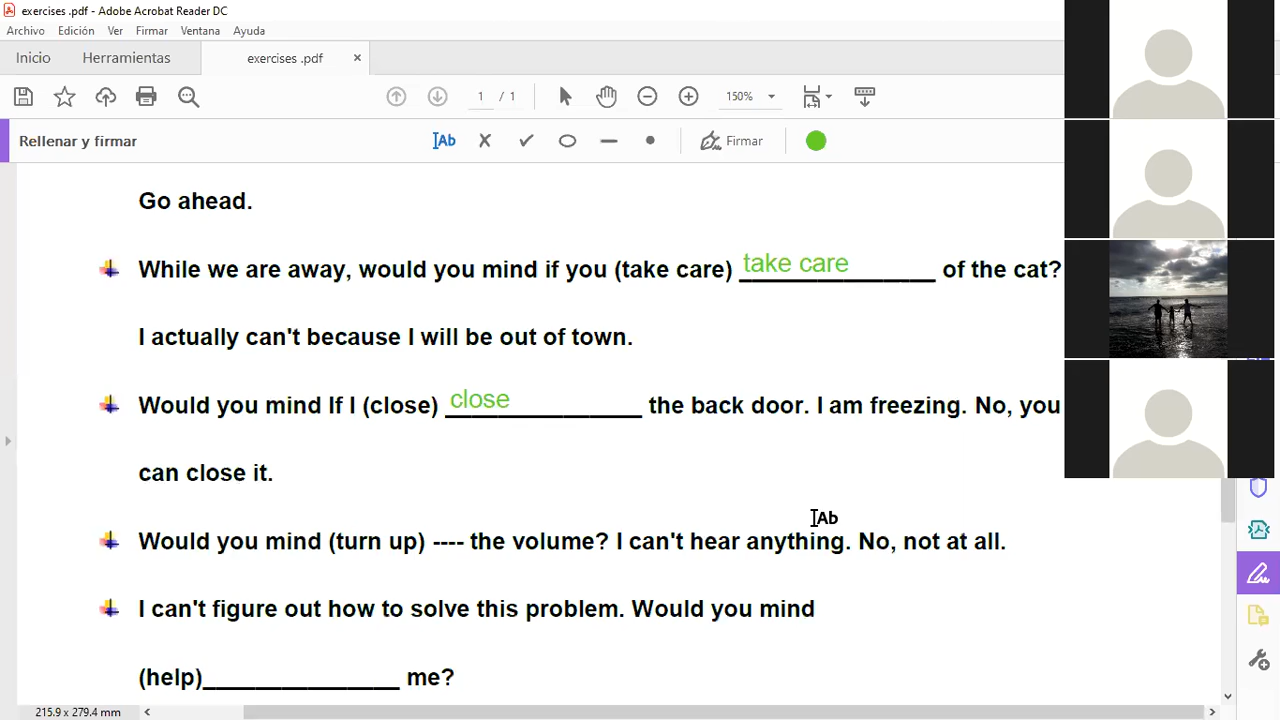 exercises .pdf - Adobe Acrobat Reader DC
Archivo Edición Ver Firmar Ventana Ayuda
Inicio Herramientas exercises .pdf ×
1 / 1 150%
Rellenar y firmar Ab Firmar
Go ahead.
While we are away, would you mind if you (take care) take care of the cat?
I actually can't because I will be out of town.
Would you mind If I (close) close the back door. I am freezing. No, you
can close it.
Ab
Would you mind (turn up) ---- the volume? I can't hear anything. No, not at all.
I can't figure out how to solve this problem. Would you mind
(help)_______________ me?
215.9 x 279.4 mm